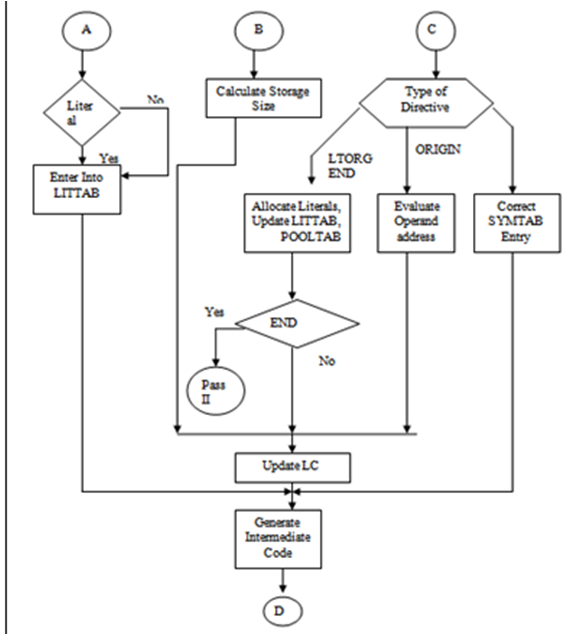 A
B
C
Liter
al
No
Yes
Enter Into
LITTAB
Calculate Storage
Size
Type of
Directive
LTORG
END
ORIGIN
Allocate Literals,
Update LITTAB,
POOLTAB
Evaluate
Operand
address
Correct
SYMTAB
Entry
Yes
END
No
Pass
II
Update LC
Generate
Intermediate
Code
D